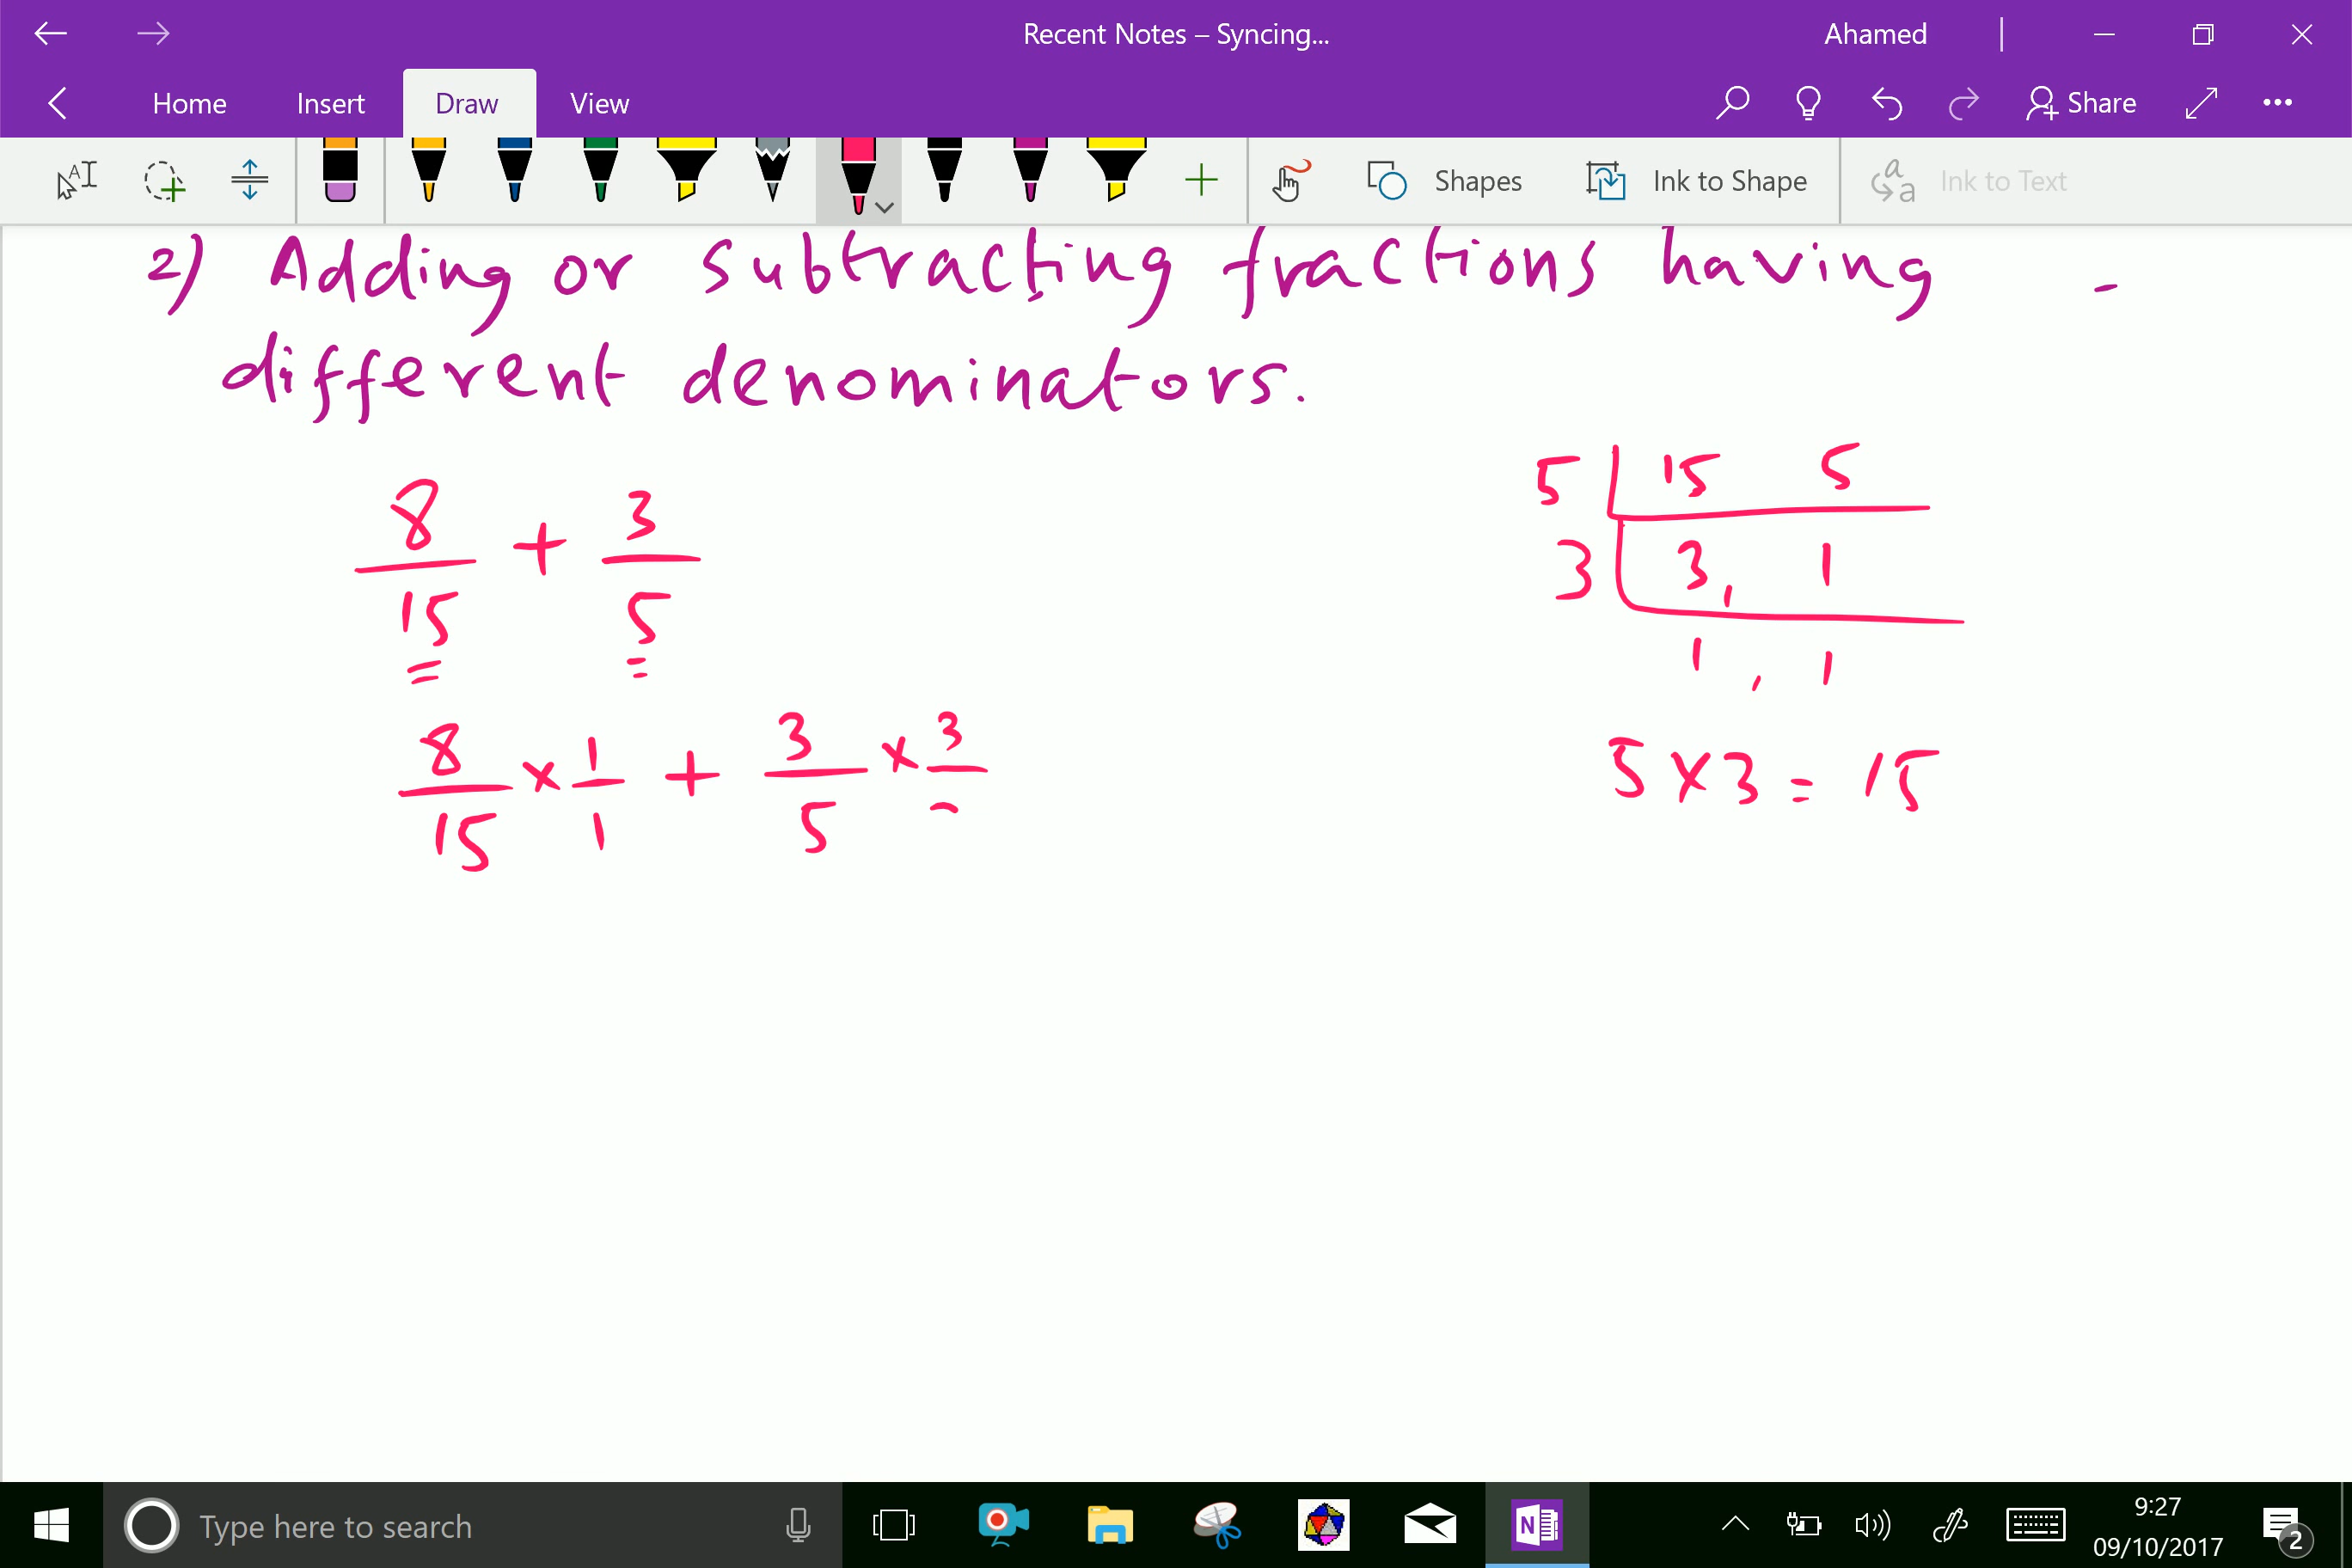 Recent Notes – Syncing...
Ahamed
Home Insert Draw View
Share
Shapes Ink to Shape Ink to Text
2) Adding or subtracting fractions having -
different denominators.
8/15 + 3/5
8/15 × 1/1 + 3/5 × 3/
5 | 15 5
3 | 3, 1
1, 1
5 × 3 = 15
Type here to search
9:27
09/10/2017
2